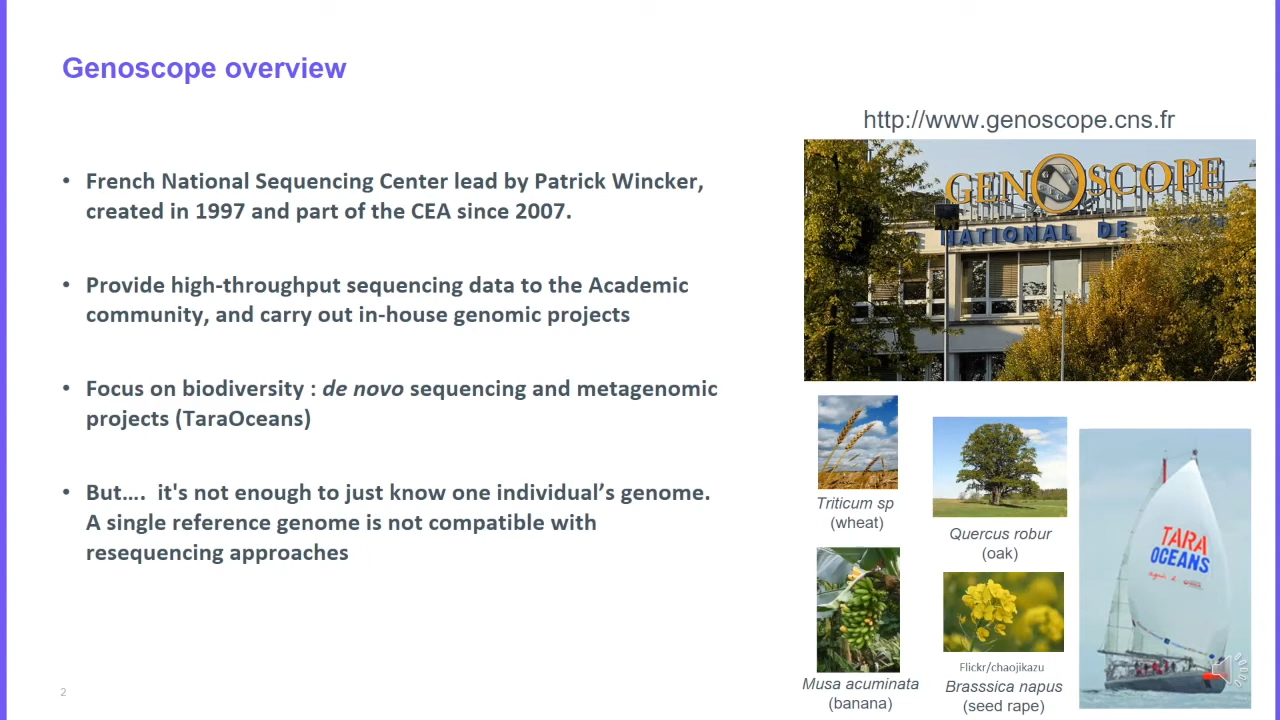 Genoscope overview
http://www.genoscope.cns.fr
• French National Sequencing Center lead by Patrick Wincker,
created in 1997 and part of the CEA since 2007.
• Provide high-throughput sequencing data to the Academic
community, and carry out in-house genomic projects
• Focus on biodiversity : de novo sequencing and metagenomic
projects (TaraOceans)
• But…. it's not enough to just know one individual’s genome.
A single reference genome is not compatible with
resequencing approaches
GENOSCOPE
NATIONAL DE
Triticum sp
(wheat)
Quercus robur
(oak)
TARA
OCEANS
Musa acuminata
(banana)
Flickr/chaojikazu
Brasssica napus
(seed rape)
2